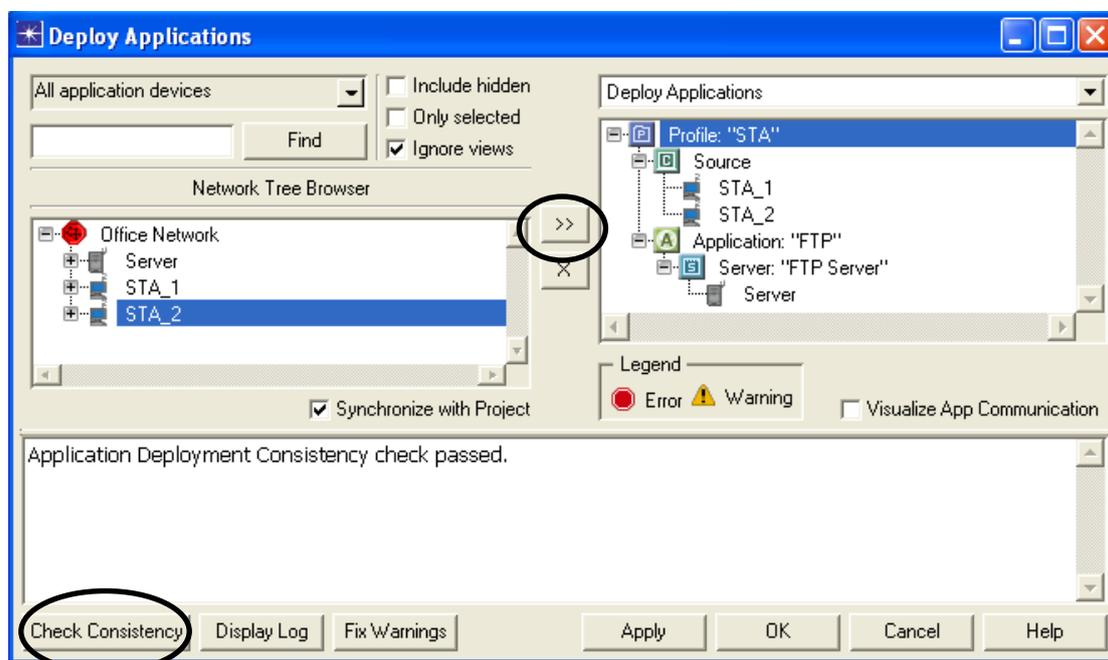 Deploy Applications
All application devices
Include hidden
Only selected
Find
Ignore views
Network Tree Browser
Office Network
Server
STA_1
STA_2
>>
X
Deploy Applications
P Profile: "STA"
C Source
STA_1
STA_2
A Application: "FTP"
S Server: "FTP Server"
Server
Legend
Error Warning
Synchronize with Project
Visualize App Communication
Application Deployment Consistency check passed.
Check Consistency Display Log Fix Warnings Apply OK Cancel Help